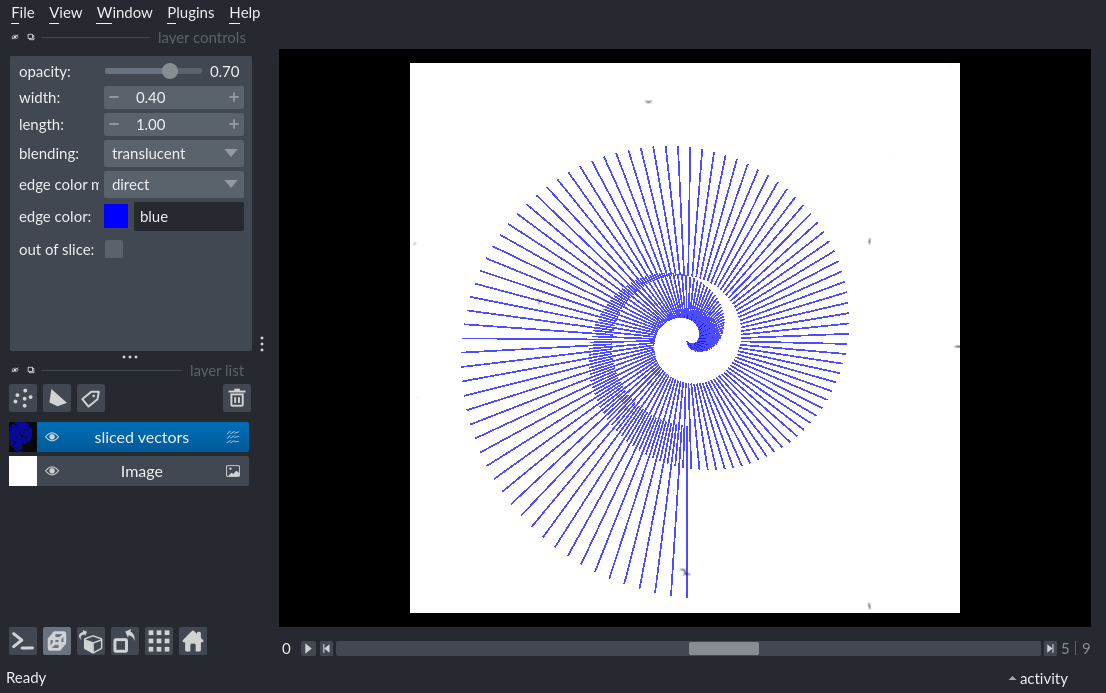 File View Window Plugins Help
layer controls
opacity: 0.70
width: − 0.40 +
length: − 1.00 +
blending: translucent
edge color m direct
edge color: blue
out of slice:
layer list
sliced vectors
Image
0 5 | 9
Ready activity